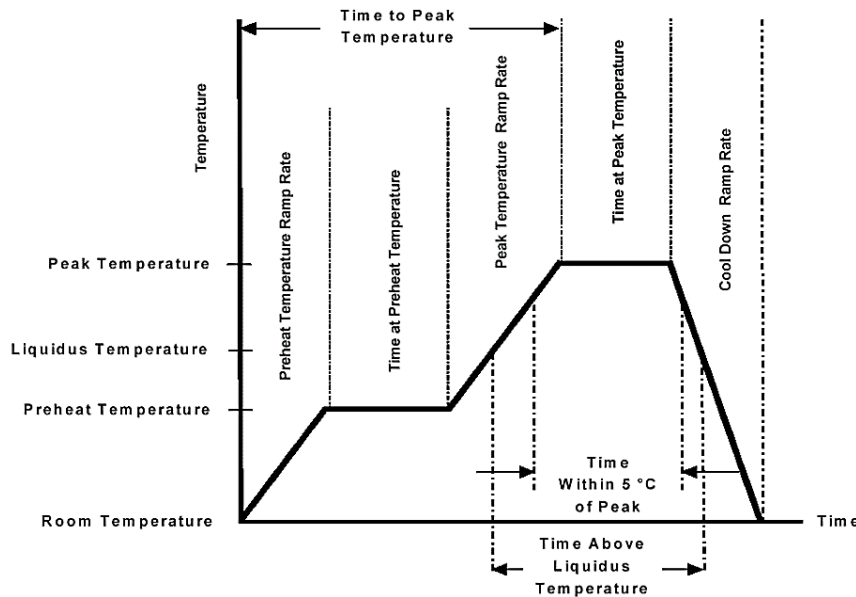 Time to Peak
Temperature
Temperature
Preheat Temperature Ramp Rate
Time at Preheat Temperature
Peak Temperature Ramp Rate
Time at Peak Temperature
Cool Down Ramp Rate
Peak Temperature
Liquidus Temperature
Preheat Temperature
Room Temperature
Time
Within 5 °C
of Peak
Time
Time Above
Liquidus
Temperature